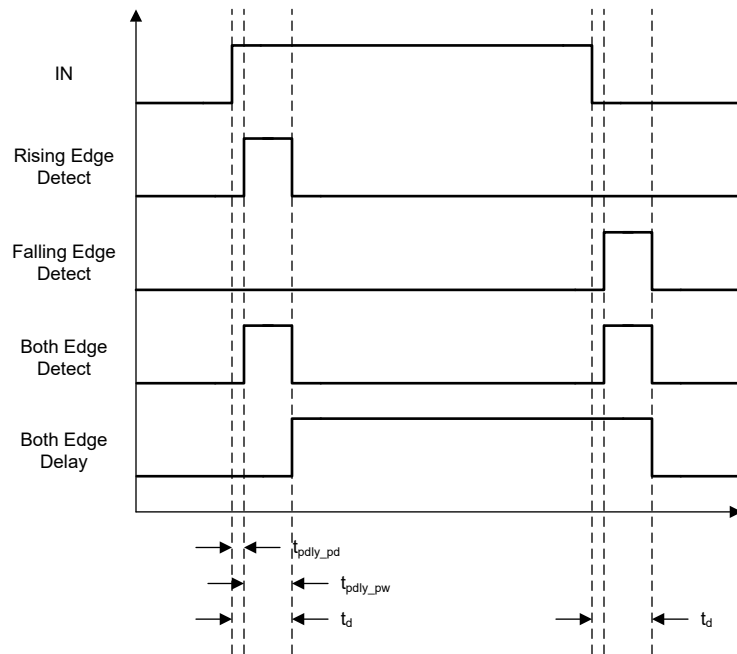 IN
Rising Edge
Detect
Falling Edge
Detect
Both Edge
Detect
Both Edge
Delay
tpdly_pd
tpdly_pw
td
td